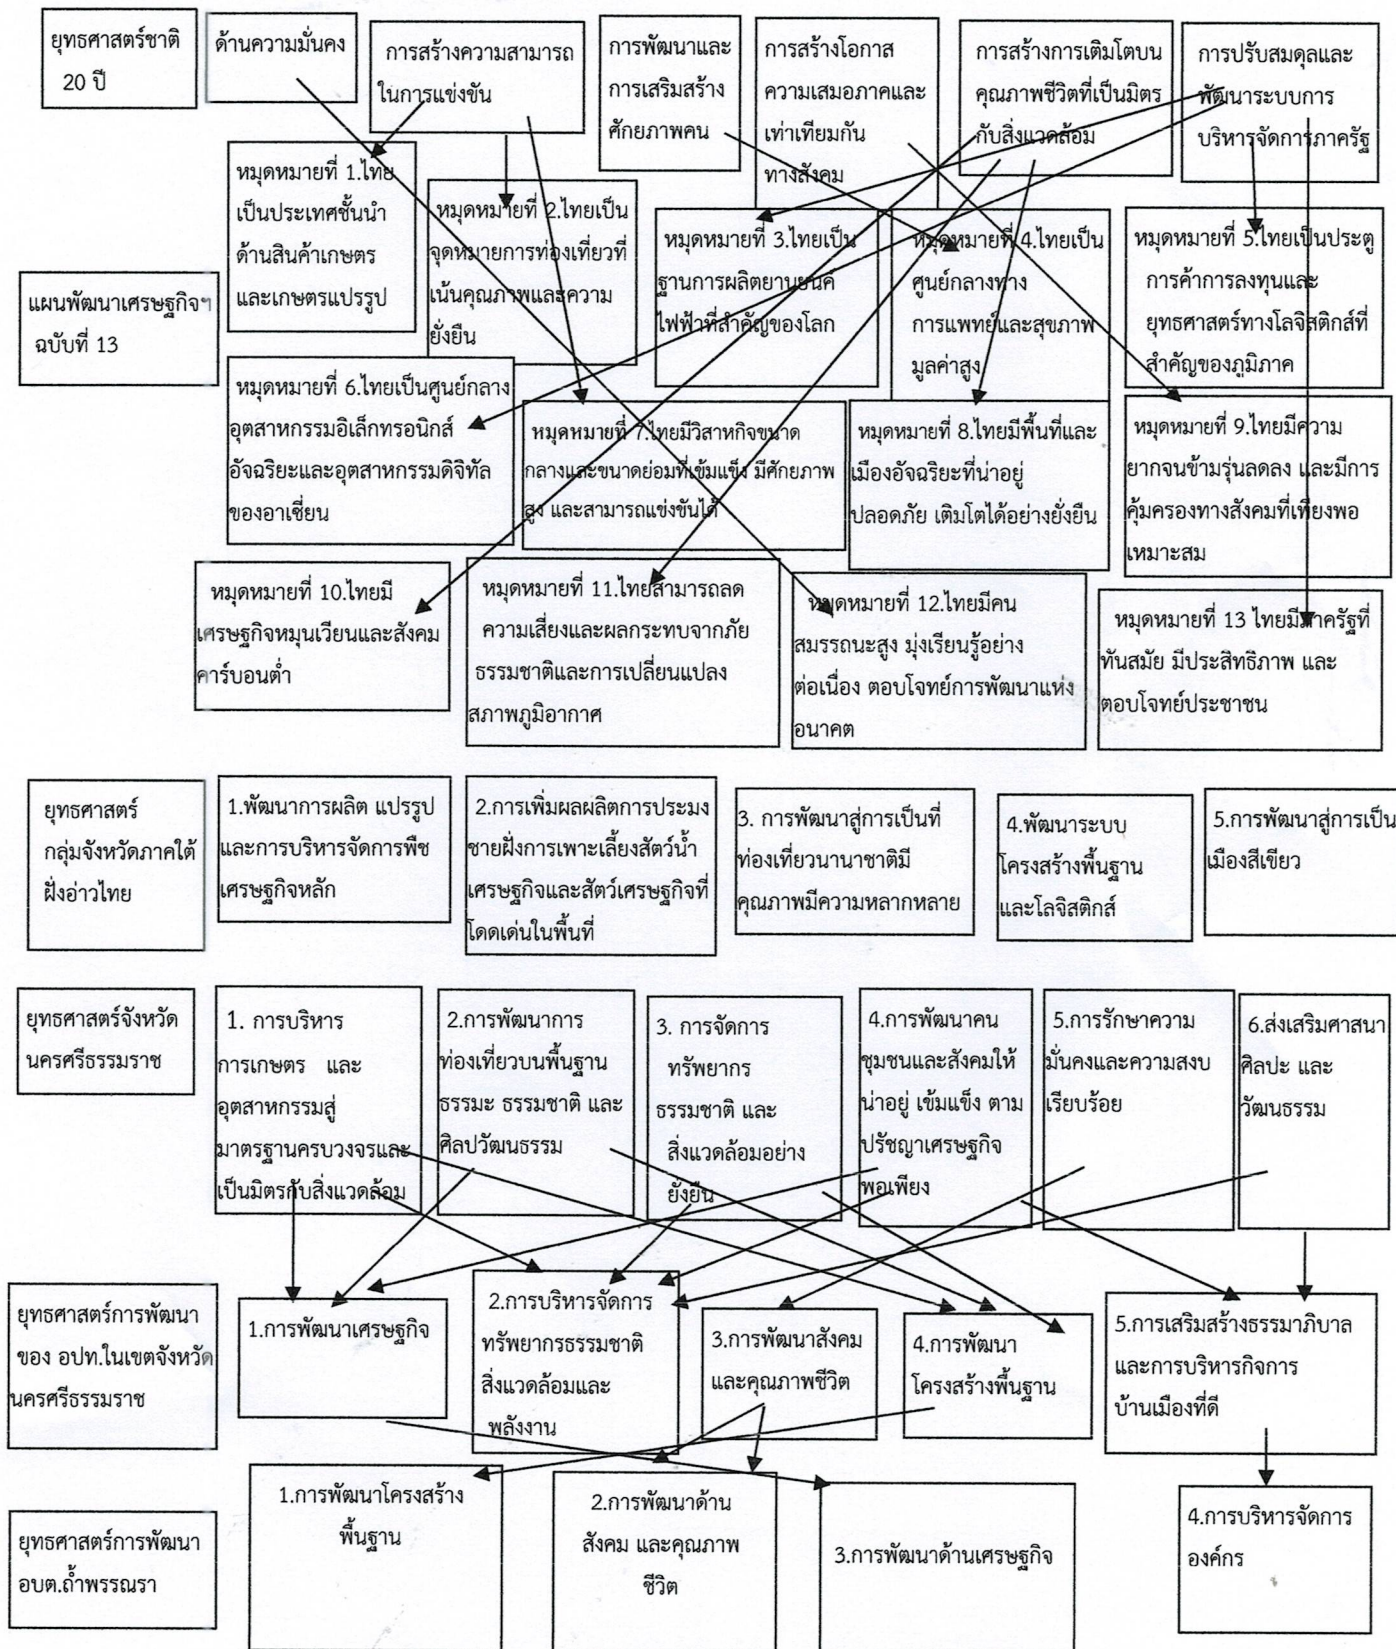 ยุทธศาสตร์ชาติ
20 ปี
ด้านความมั่นคง
การสร้างความสามารถ
ในการแข่งขัน
การพัฒนาและ
การเสริมสร้าง
ศักยภาพคน
การสร้างโอกาส
ความเสมอภาคและ
เท่าเทียมกัน
ทางสังคม
การสร้างการเติมโตบน
คุณภาพชีวิตที่เป็นมิตร
กับสิ่งแวดล้อม
การปรับสมดุลและ
พัฒนาระบบการ
บริหารจัดการภาครัฐ
แผนพัฒนาเศรษฐกิจฯ
ฉบับที่ 13
หมุดหมายที่ 1.ไทย
เป็นประเทศชั้นนำ
ด้านสินค้าเกษตร
และเกษตรแปรรูป
หมุดหมายที่ 2.ไทยเป็น
จุดหมายการท่องเที่ยวที่
เน้นคุณภาพและความ
ยั่งยืน
หมุดหมายที่ 3.ไทยเป็น
ฐานการผลิตยานยนต์
ไฟฟ้าที่สำคัญของโลก
หมุดหมายที่ 4.ไทยเป็น
ศูนย์กลางทาง
การแพทย์และสุขภาพ
มูลค่าสูง
หมุดหมายที่ 5.ไทยเป็นประตู
การค้าการลงทุนและ
ยุทธศาสตร์ทางโลจิสติกส์ที่
สำคัญของภูมิภาค
หมุดหมายที่ 6.ไทยเป็นศูนย์กลาง
อุตสาหกรรมอิเล็กทรอนิกส์
อัจฉริยะและอุตสาหกรรมดิจิทัล
ของอาเซี่ยน
หมุดหมายที่ 7.ไทยมีวิสาหกิจขนาด
กลางและขนาดย่อมที่เข้มแข็ง มีศักยภาพ
สูง และสามารถแข่งขันได้
หมุดหมายที่ 8.ไทยมีพื้นที่และ
เมืองอัจฉริยะที่น่าอยู่
ปลอดภัย เติมโตได้อย่างยั่งยืน
หมุดหมายที่ 9.ไทยมีความ
ยากจนข้ามรุ่นลดลง และมีการ
คุ้มครองทางสังคมที่เพียงพอ
เหมาะสม
หมุดหมายที่ 10.ไทยมี
เศรษฐกิจหมุนเวียนและสังคม
คาร์บอนต่ำ
หมุดหมายที่ 11.ไทยสามารถลด
ความเสี่ยงและผลกระทบจากภัย
ธรรมชาติและการเปลี่ยนแปลง
สภาพภูมิอากาศ
หมุดหมายที่ 12.ไทยมีคน
สมรรถนะสูง มุ่งเรียนรู้อย่าง
ต่อเนื่อง ตอบโจทย์การพัฒนาแห่ง
อนาคต
หมุดหมายที่ 13 ไทยมีภาครัฐที่
ทันสมัย มีประสิทธิภาพ และ
ตอบโจทย์ประชาชน
ยุทธศาสตร์
กลุ่มจังหวัดภาคใต้
ฝั่งอ่าวไทย
1.พัฒนาการผลิต แปรรูป
และการบริหารจัดการพืช
เศรษฐกิจหลัก
2.การเพิ่มผลผลิตการประมง
ชายฝั่งการเพาะเลี้ยงสัตว์น้ำ
เศรษฐกิจและสัตว์เศรษฐกิจที่
โดดเด่นในพื้นที่
3. การพัฒนาสู่การเป็นที่
ท่องเที่ยวนานาชาติมี
คุณภาพมีความหลากหลาย
4.พัฒนาระบบ
โครงสร้างพื้นฐาน
และโลจิสติกส์
5.การพัฒนาสู่การเป็น
เมืองสีเขียว
ยุทธศาสตร์จังหวัด
นครศรีธรรมราช
1. การบริหาร
การเกษตร และ
อุตสาหกรรมสู่
มาตรฐานครบวงจรและ
เป็นมิตรกับสิ่งแวดล้อม
2.การพัฒนาการ
ท่องเที่ยวบนพื้นฐาน
ธรรมะ ธรรมชาติ และ
ศิลปวัฒนธรรม
3. การจัดการ
ทรัพยากร
ธรรมชาติ และ
สิ่งแวดล้อมอย่าง
ยั่งยืน
4.การพัฒนาคน
ชุมชนและสังคมให้
น่าอยู่ เข้มแข็ง ตาม
ปรัชญาเศรษฐกิจ
พอเพียง
5.การรักษาความ
มั่นคงและความสงบ
เรียบร้อย
6.ส่งเสริมศาสนา
ศิลปะ และ
วัฒนธรรม
ยุทธศาสตร์การพัฒนา
ของ อปท.ในเขตจังหวัด
นครศรีธรรมราช
1.การพัฒนาเศรษฐกิจ
2.การบริหารจัดการ
ทรัพยากรธรรมชาติ
สิ่งแวดล้อมและ
พลังงาน
3.การพัฒนาสังคม
และคุณภาพชีวิต
4.การพัฒนา
โครงสร้างพื้นฐาน
5.การเสริมสร้างธรรมาภิบาล
และการบริหารกิจการ
บ้านเมืองที่ดี
ยุทธศาสตร์การพัฒนา
อบต.ถ้ำพรรณรา
1.การพัฒนาโครงสร้าง
พื้นฐาน
2.การพัฒนาด้าน
สังคม และคุณภาพ
ชีวิต
3.การพัฒนาด้านเศรษฐกิจ
4.การบริหารจัดการ
องค์กร